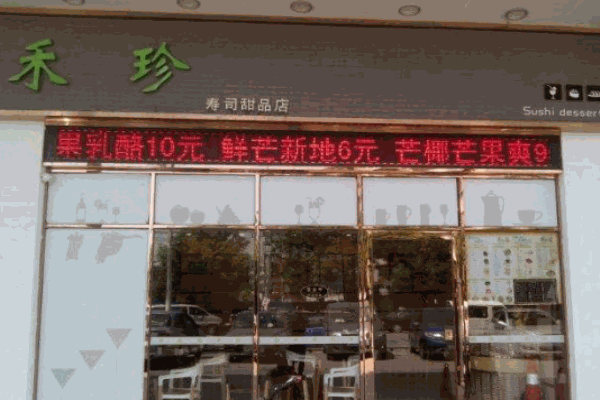 禾 珍
寿司甜品店
Sushi dessert
果乳酪10元 鲜芒新地6元 芒椰芒果爽9